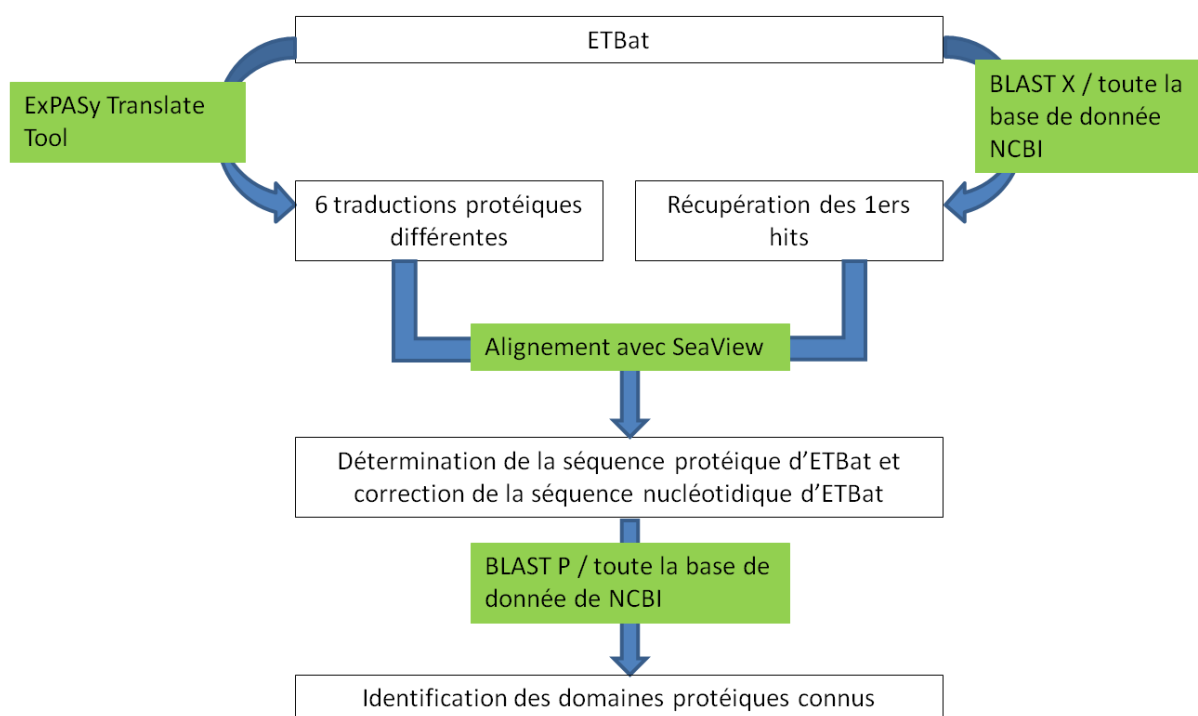 ETBat
ExPASy Translate
Tool
BLAST X / toute la
base de donnée
NCBI
6 traductions protéiques
différentes
Récupération des 1ers
hits
Alignement avec SeaView
Détermination de la séquence protéique d’ETBat et
correction de la séquence nucléotidique d’ETBat
BLAST P / toute la base de
donnée de NCBI
Identification des domaines protéiques connus